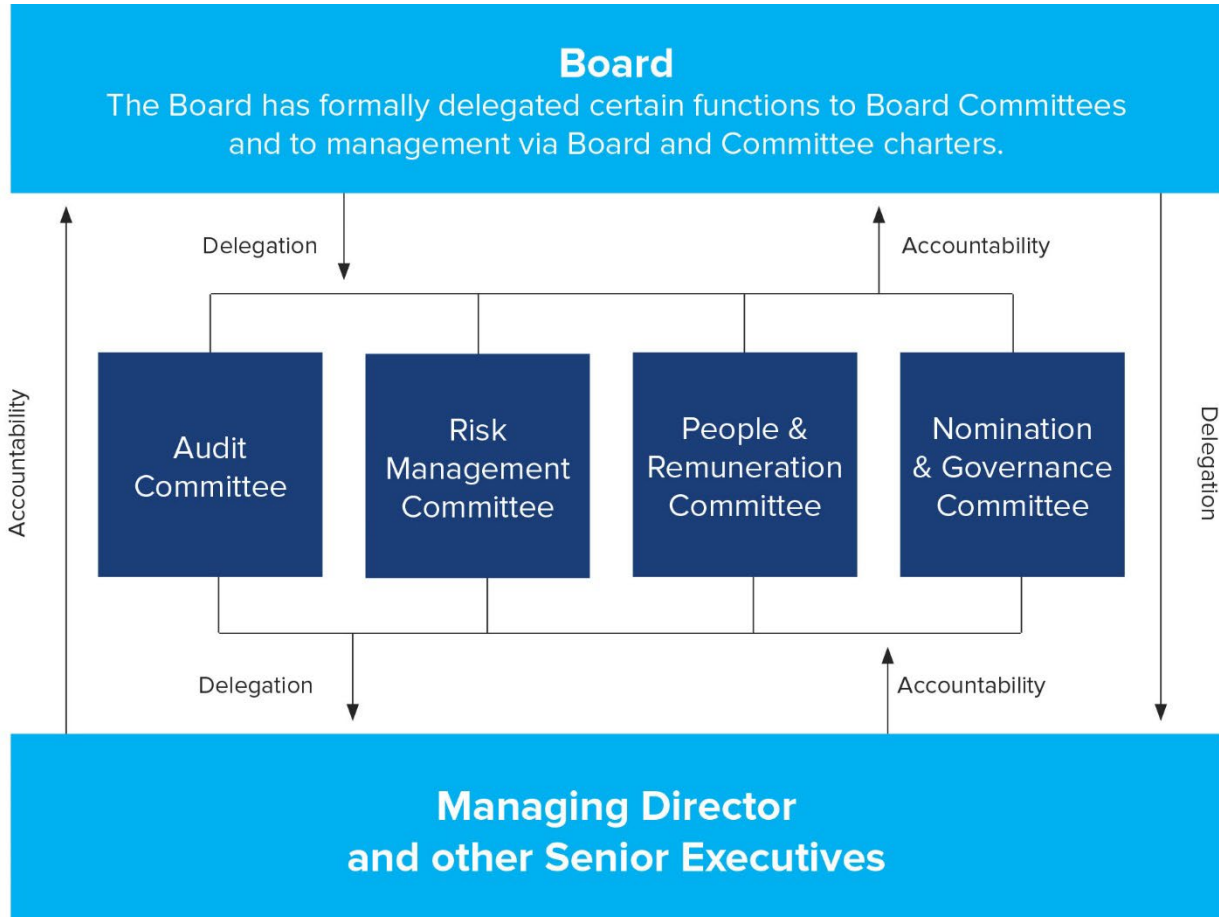 Board
The Board has formally delegated certain functions to Board Committees
and to management via Board and Committee charters.
Delegation
Accountability
Accountability
Delegation
Audit
Committee
Risk
Management
Committee
People &
Remuneration
Committee
Nomination
& Governance
Committee
Delegation
Accountability
Managing Director
and other Senior Executives